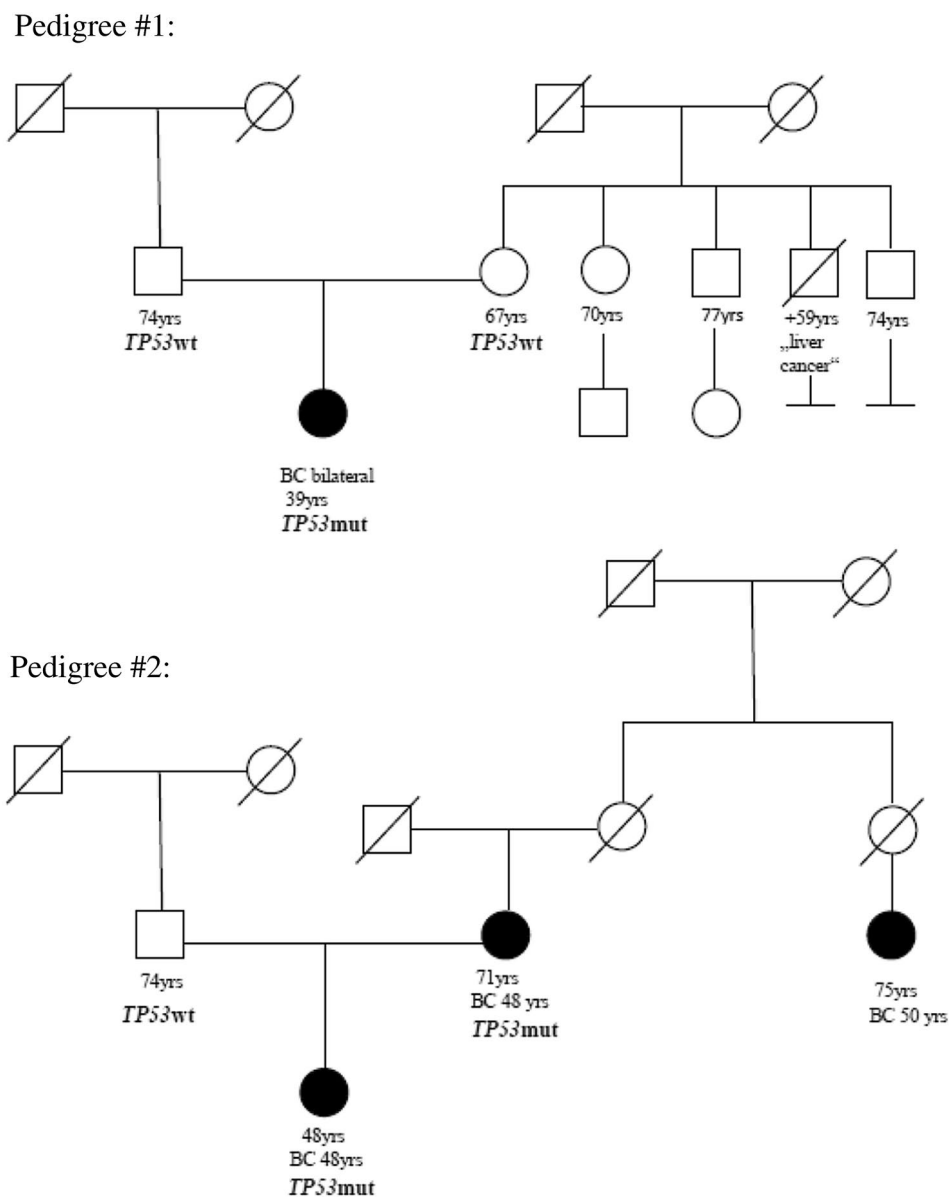 Pedigree #1:
74yrs
TP53wt
67yrs
TP53wt
70yrs
77yrs
+59yrs
„liver
cancer“
74yrs
BC bilateral
39yrs
TP53mut
Pedigree #2:
74yrs
TP53wt
71yrs
BC 48 yrs
TP53mut
75yrs
BC 50 yrs
48yrs
BC 48yrs
TP53mut